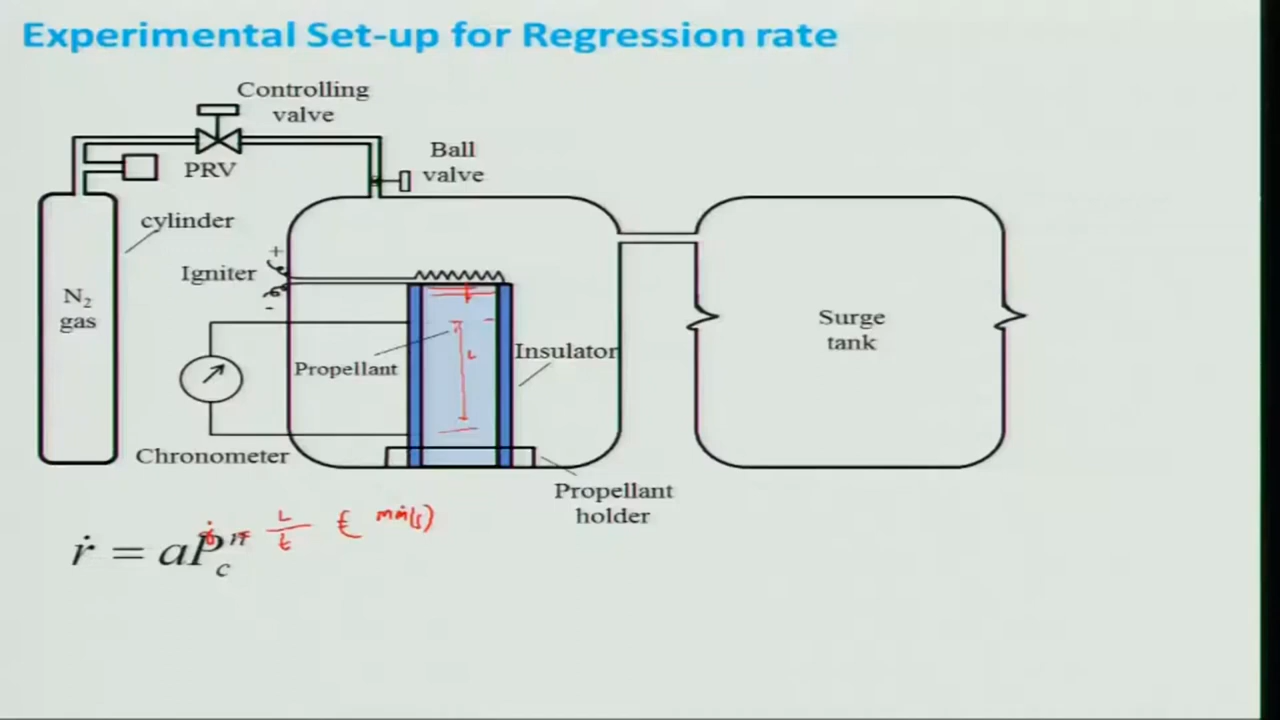 Experimental Set-up for Regression rate
Controlling
valve
PRV
Ball
valve
cylinder
+
Igniter
-
N2
gas
Propellant
L
Insulator
Surge
tank
Chronometer
Propellant
holder
ṙ = aPcⁿ
ṙ = L/t